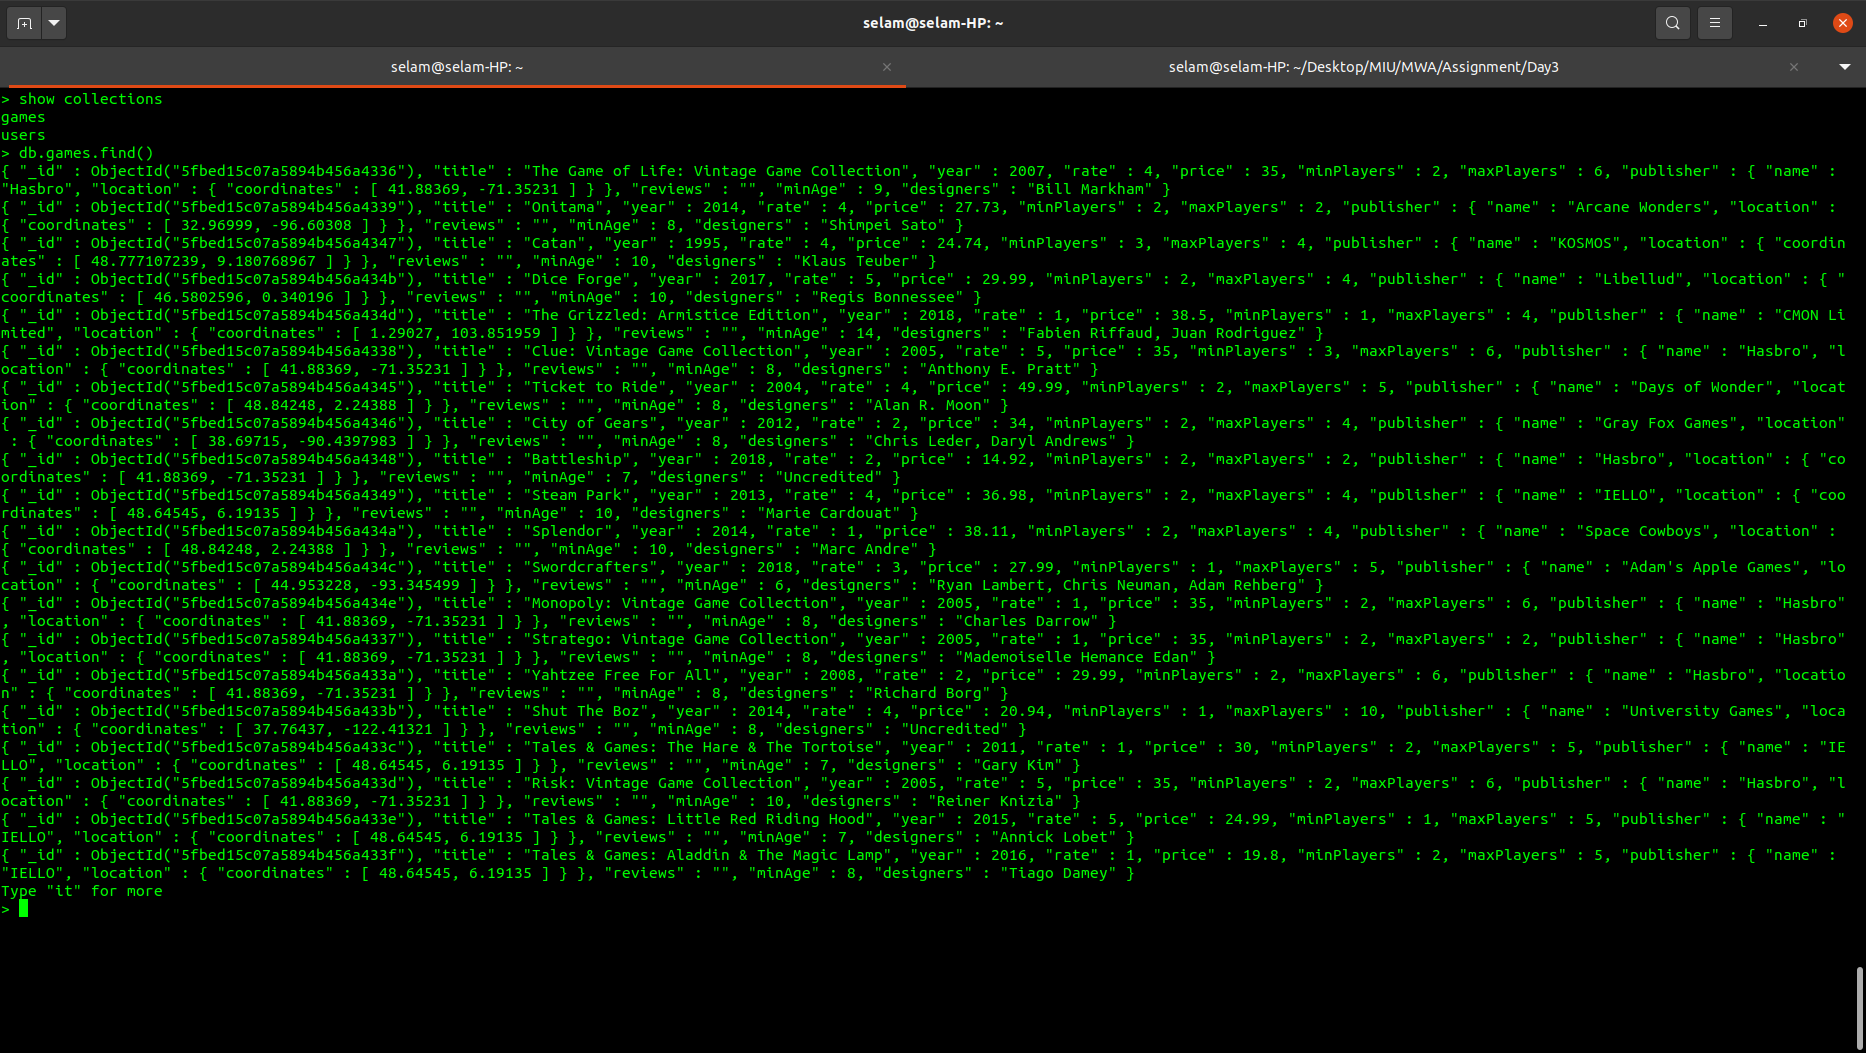 selam@selam-HP: ~
selam@selam-HP: ~
selam@selam-HP: ~/Desktop/MIU/MWA/Assignment/Day3
> show collections
games
users
> db.games.find()
{ "_id" : ObjectId("5fbed15c07a5894b456a4336"), "title" : "The Game of Life: Vintage Game Collection", "year" : 2007, "rate" : 4, "price" : 35, "minPlayers" : 2, "maxPlayers" : 6, "publisher" : { "name" :
"Hasbro", "location" : { "coordinates" : [ 41.88369, -71.35231 ] } }, "reviews" : "", "minAge" : 9, "designers" : "Bill Markham" }
{ "_id" : ObjectId("5fbed15c07a5894b456a4339"), "title" : "Onitama", "year" : 2014, "rate" : 4, "price" : 27.73, "minPlayers" : 2, "maxPlayers" : 2, "publisher" : { "name" : "Arcane Wonders", "location" :
{ "coordinates" : [ 32.96999, -96.60308 ] } }, "reviews" : "", "minAge" : 8, "designers" : "Shimpei Sato" }
{ "_id" : ObjectId("5fbed15c07a5894b456a4347"), "title" : "Catan", "year" : 1995, "rate" : 4, "price" : 24.74, "minPlayers" : 3, "maxPlayers" : 4, "publisher" : { "name" : "KOSMOS", "location" : { "coordin
ates" : [ 48.777107239, 9.180768967 ] } }, "reviews" : "", "minAge" : 10, "designers" : "Klaus Teuber" }
{ "_id" : ObjectId("5fbed15c07a5894b456a434b"), "title" : "Dice Forge", "year" : 2017, "rate" : 5, "price" : 29.99, "minPlayers" : 2, "maxPlayers" : 4, "publisher" : { "name" : "Libellud", "location" : { "
coordinates" : [ 46.5802596, 0.340196 ] } }, "reviews" : "", "minAge" : 10, "designers" : "Regis Bonnessee" }
{ "_id" : ObjectId("5fbed15c07a5894b456a434d"), "title" : "The Grizzled: Armistice Edition", "year" : 2018, "rate" : 1, "price" : 38.5, "minPlayers" : 1, "maxPlayers" : 4, "publisher" : { "name" : "CMON Li
mited", "location" : { "coordinates" : [ 1.29027, 103.851959 ] } }, "reviews" : "", "minAge" : 14, "designers" : "Fabien Riffaud, Juan Rodriguez" }
{ "_id" : ObjectId("5fbed15c07a5894b456a4338"), "title" : "Clue: Vintage Game Collection", "year" : 2005, "rate" : 5, "price" : 35, "minPlayers" : 3, "maxPlayers" : 6, "publisher" : { "name" : "Hasbro", "l
ocation" : { "coordinates" : [ 41.88369, -71.35231 ] } }, "reviews" : "", "minAge" : 8, "designers" : "Anthony E. Pratt" }
{ "_id" : ObjectId("5fbed15c07a5894b456a4345"), "title" : "Ticket to Ride", "year" : 2004, "rate" : 4, "price" : 49.99, "minPlayers" : 2, "maxPlayers" : 5, "publisher" : { "name" : "Days of Wonder", "locat
ion" : { "coordinates" : [ 48.84248, 2.24388 ] } }, "reviews" : "", "minAge" : 8, "designers" : "Alan R. Moon" }
{ "_id" : ObjectId("5fbed15c07a5894b456a4346"), "title" : "City of Gears", "year" : 2012, "rate" : 2, "price" : 34, "minPlayers" : 2, "maxPlayers" : 4, "publisher" : { "name" : "Gray Fox Games", "location"
 : { "coordinates" : [ 38.69715, -90.4397983 ] } }, "reviews" : "", "minAge" : 8, "designers" : "Chris Leder, Daryl Andrews" }
{ "_id" : ObjectId("5fbed15c07a5894b456a4348"), "title" : "Battleship", "year" : 2018, "rate" : 2, "price" : 14.92, "minPlayers" : 2, "maxPlayers" : 2, "publisher" : { "name" : "Hasbro", "location" : { "co
ordinates" : [ 41.88369, -71.35231 ] } }, "reviews" : "", "minAge" : 7, "designers" : "Uncredited" }
{ "_id" : ObjectId("5fbed15c07a5894b456a4349"), "title" : "Steam Park", "year" : 2013, "rate" : 4, "price" : 36.98, "minPlayers" : 2, "maxPlayers" : 4, "publisher" : { "name" : "IELLO", "location" : { "coo
rdinates" : [ 48.64545, 6.19135 ] } }, "reviews" : "", "minAge" : 10, "designers" : "Marie Cardouat" }
{ "_id" : ObjectId("5fbed15c07a5894b456a434a"), "title" : "Splendor", "year" : 2014, "rate" : 1, "price" : 38.11, "minPlayers" : 2, "maxPlayers" : 4, "publisher" : { "name" : "Space Cowboys", "location" :
{ "coordinates" : [ 48.84248, 2.24388 ] } }, "reviews" : "", "minAge" : 10, "designers" : "Marc Andre" }
{ "_id" : ObjectId("5fbed15c07a5894b456a434c"), "title" : "Swordcrafters", "year" : 2018, "rate" : 3, "price" : 27.99, "minPlayers" : 1, "maxPlayers" : 5, "publisher" : { "name" : "Adam's Apple Games", "lo
cation" : { "coordinates" : [ 44.953228, -93.345499 ] } }, "reviews" : "", "minAge" : 6, "designers" : "Ryan Lambert, Chris Neuman, Adam Rehberg" }
{ "_id" : ObjectId("5fbed15c07a5894b456a434e"), "title" : "Monopoly: Vintage Game Collection", "year" : 2005, "rate" : 1, "price" : 35, "minPlayers" : 2, "maxPlayers" : 6, "publisher" : { "name" : "Hasbro"
, "location" : { "coordinates" : [ 41.88369, -71.35231 ] } }, "reviews" : "", "minAge" : 8, "designers" : "Charles Darrow" }
{ "_id" : ObjectId("5fbed15c07a5894b456a4337"), "title" : "Stratego: Vintage Game Collection", "year" : 2005, "rate" : 1, "price" : 35, "minPlayers" : 2, "maxPlayers" : 2, "publisher" : { "name" : "Hasbro"
, "location" : { "coordinates" : [ 41.88369, -71.35231 ] } }, "reviews" : "", "minAge" : 8, "designers" : "Mademoiselle Hemance Edan" }
{ "_id" : ObjectId("5fbed15c07a5894b456a433a"), "title" : "Yahtzee Free For All", "year" : 2008, "rate" : 2, "price" : 29.99, "minPlayers" : 2, "maxPlayers" : 6, "publisher" : { "name" : "Hasbro", "locatio
n" : { "coordinates" : [ 41.88369, -71.35231 ] } }, "reviews" : "", "minAge" : 8, "designers" : "Richard Borg" }
{ "_id" : ObjectId("5fbed15c07a5894b456a433b"), "title" : "Shut The Boz", "year" : 2014, "rate" : 4, "price" : 20.94, "minPlayers" : 1, "maxPlayers" : 10, "publisher" : { "name" : "University Games", "loca
tion" : { "coordinates" : [ 37.76437, -122.41321 ] } }, "reviews" : "", "minAge" : 8, "designers" : "Uncredited" }
{ "_id" : ObjectId("5fbed15c07a5894b456a433c"), "title" : "Tales & Games: The Hare & The Tortoise", "year" : 2011, "rate" : 1, "price" : 30, "minPlayers" : 2, "maxPlayers" : 5, "publisher" : { "name" : "IE
LLO", "location" : { "coordinates" : [ 48.64545, 6.19135 ] } }, "reviews" : "", "minAge" : 7, "designers" : "Gary Kim" }
{ "_id" : ObjectId("5fbed15c07a5894b456a433d"), "title" : "Risk: Vintage Game Collection", "year" : 2005, "rate" : 5, "price" : 35, "minPlayers" : 2, "maxPlayers" : 6, "publisher" : { "name" : "Hasbro", "l
ocation" : { "coordinates" : [ 41.88369, -71.35231 ] } }, "reviews" : "", "minAge" : 10, "designers" : "Reiner Knizia" }
{ "_id" : ObjectId("5fbed15c07a5894b456a433e"), "title" : "Tales & Games: Little Red Riding Hood", "year" : 2015, "rate" : 5, "price" : 24.99, "minPlayers" : 1, "maxPlayers" : 5, "publisher" : { "name" : "
IELLO", "location" : { "coordinates" : [ 48.64545, 6.19135 ] } }, "reviews" : "", "minAge" : 7, "designers" : "Annick Lobet" }
{ "_id" : ObjectId("5fbed15c07a5894b456a433f"), "title" : "Tales & Games: Aladdin & The Magic Lamp", "year" : 2016, "rate" : 1, "price" : 19.8, "minPlayers" : 2, "maxPlayers" : 5, "publisher" : { "name" :
"IELLO", "location" : { "coordinates" : [ 48.64545, 6.19135 ] } }, "reviews" : "", "minAge" : 8, "designers" : "Tiago Damey" }
Type "it" for more
>